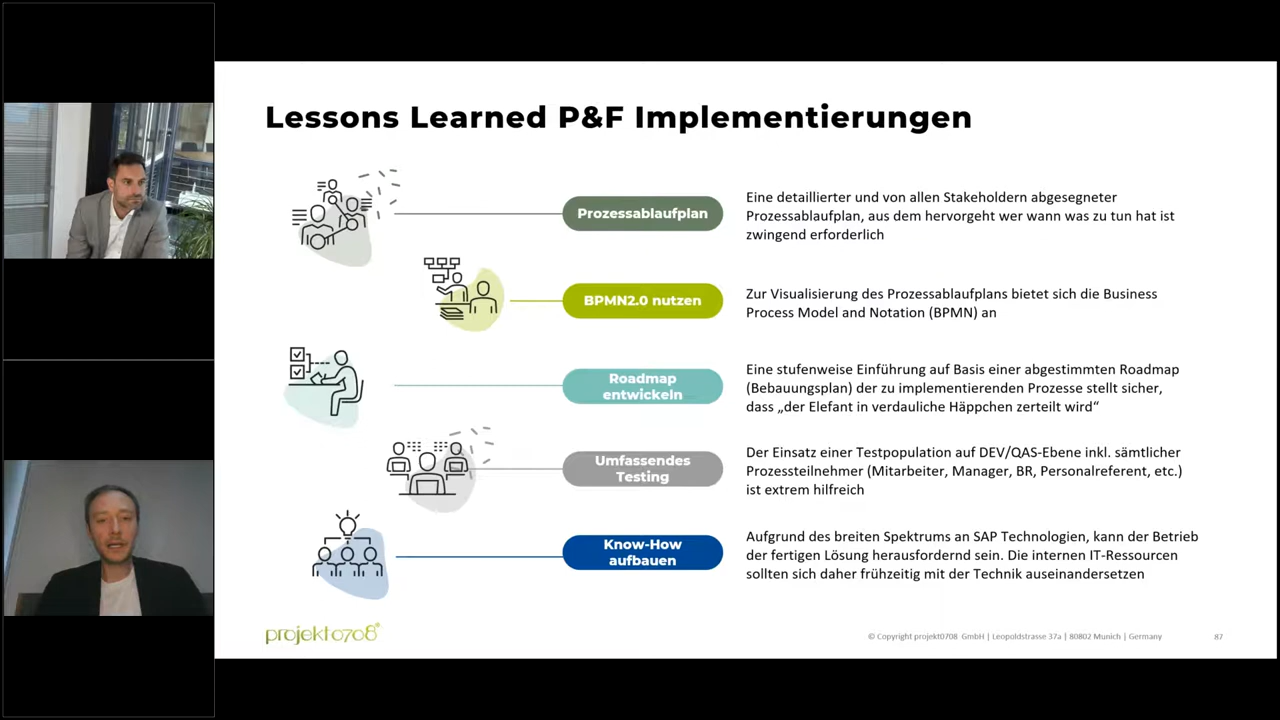 Lessons Learned P&F Implementierungen
Prozessablaufplan
Eine detaillierter und von allen Stakeholdern abgesegneter
Prozessablaufplan, aus dem hervorgeht wer wann was zu tun hat ist
zwingend erforderlich
BPMN2.0 nutzen
Zur Visualisierung des Prozessablaufplans bietet sich die Business
Process Model and Notation (BPMN) an
Roadmap
entwickeln
Eine stufenweise Einführung auf Basis einer abgestimmten Roadmap
(Bebauungsplan) der zu implementierenden Prozesse stellt sicher,
dass „der Elefant in verdauliche Häppchen zerteilt wird“
Umfassendes
Testing
Der Einsatz einer Testpopulation auf DEV/QAS-Ebene inkl. sämtlicher
Prozessteilnehmer (Mitarbeiter, Manager, BR, Personalreferent, etc.)
ist extrem hilfreich
Know-How
aufbauen
Aufgrund des breiten Spektrums an SAP Technologien, kann der Betrieb
der fertigen Lösung herausfordernd sein. Die internen IT-Ressourcen
sollten sich daher frühzeitig mit der Technik auseinandersetzen
projekt0708®
© Copyright projekt0708 GmbH | Leopoldstrasse 37a | 80802 Munich | Germany
87